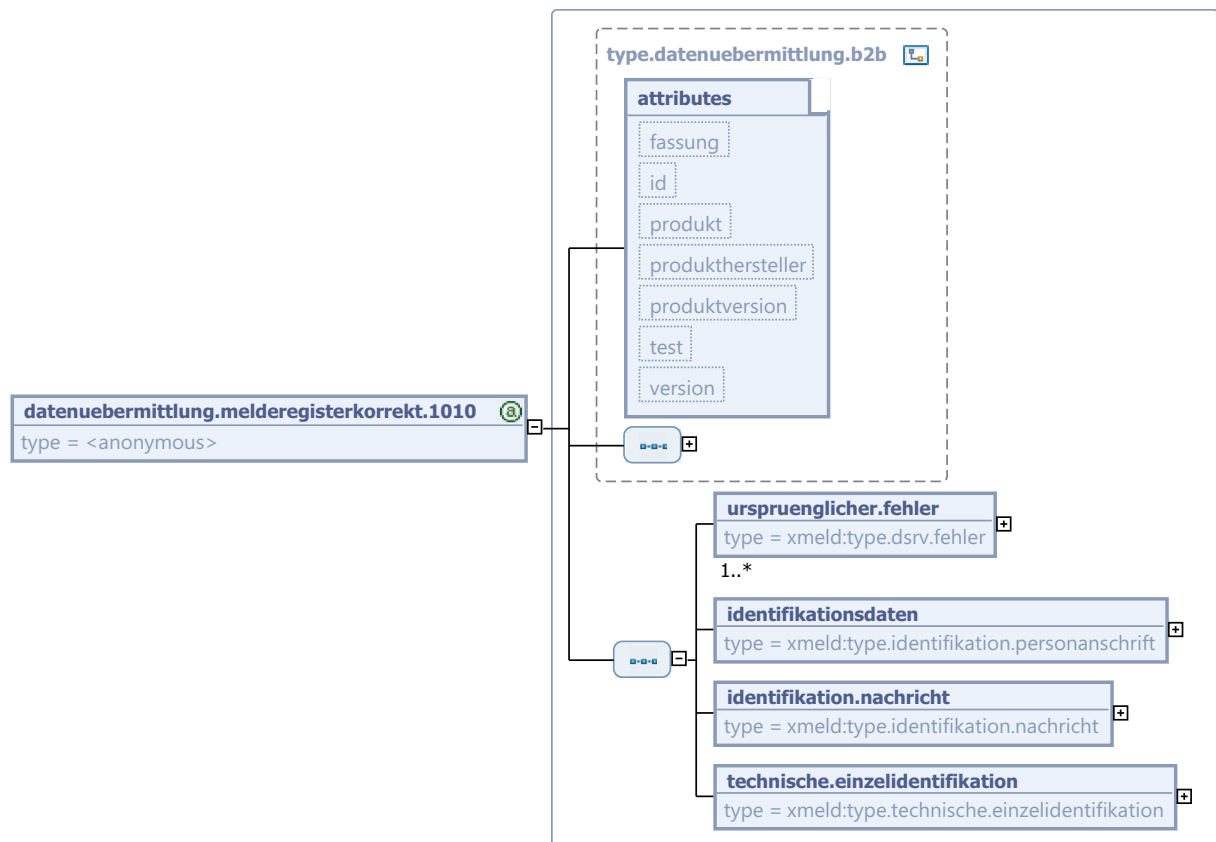 type.datenuebermittlung.b2b
attributes
fassung
id
produkt
produkthersteller
produktversion
test
version
datenuebermittlung.melderegisterkorrekt.1010 @
type = <anonymous>
urspruenglicher.fehler
type = xmeld:type.dsrv.fehler
1..*
identifikationsdaten
type = xmeld:type.identifikation.personanschrift
identifikation.nachricht
type = xmeld:type.identifikation.nachricht
technische.einzelidentifikation
type = xmeld:type.technische.einzelidentifikation